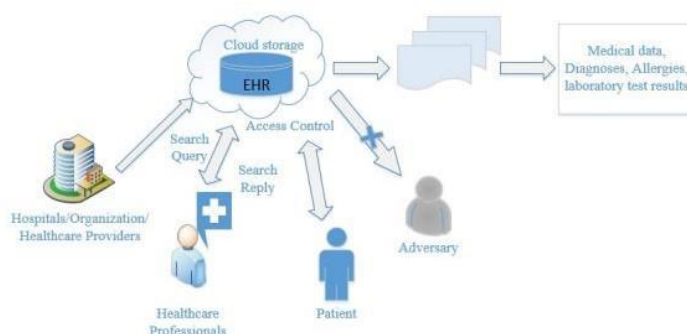 Cloud storage
EHR
Access Control
Medical data,
Diagnoses, Allergies,
laboratory test results
Search
Query
Search
Reply
Hospitals/Organization/
Healthcare Providers
Adversary
Healthcare
Professionals
Patient